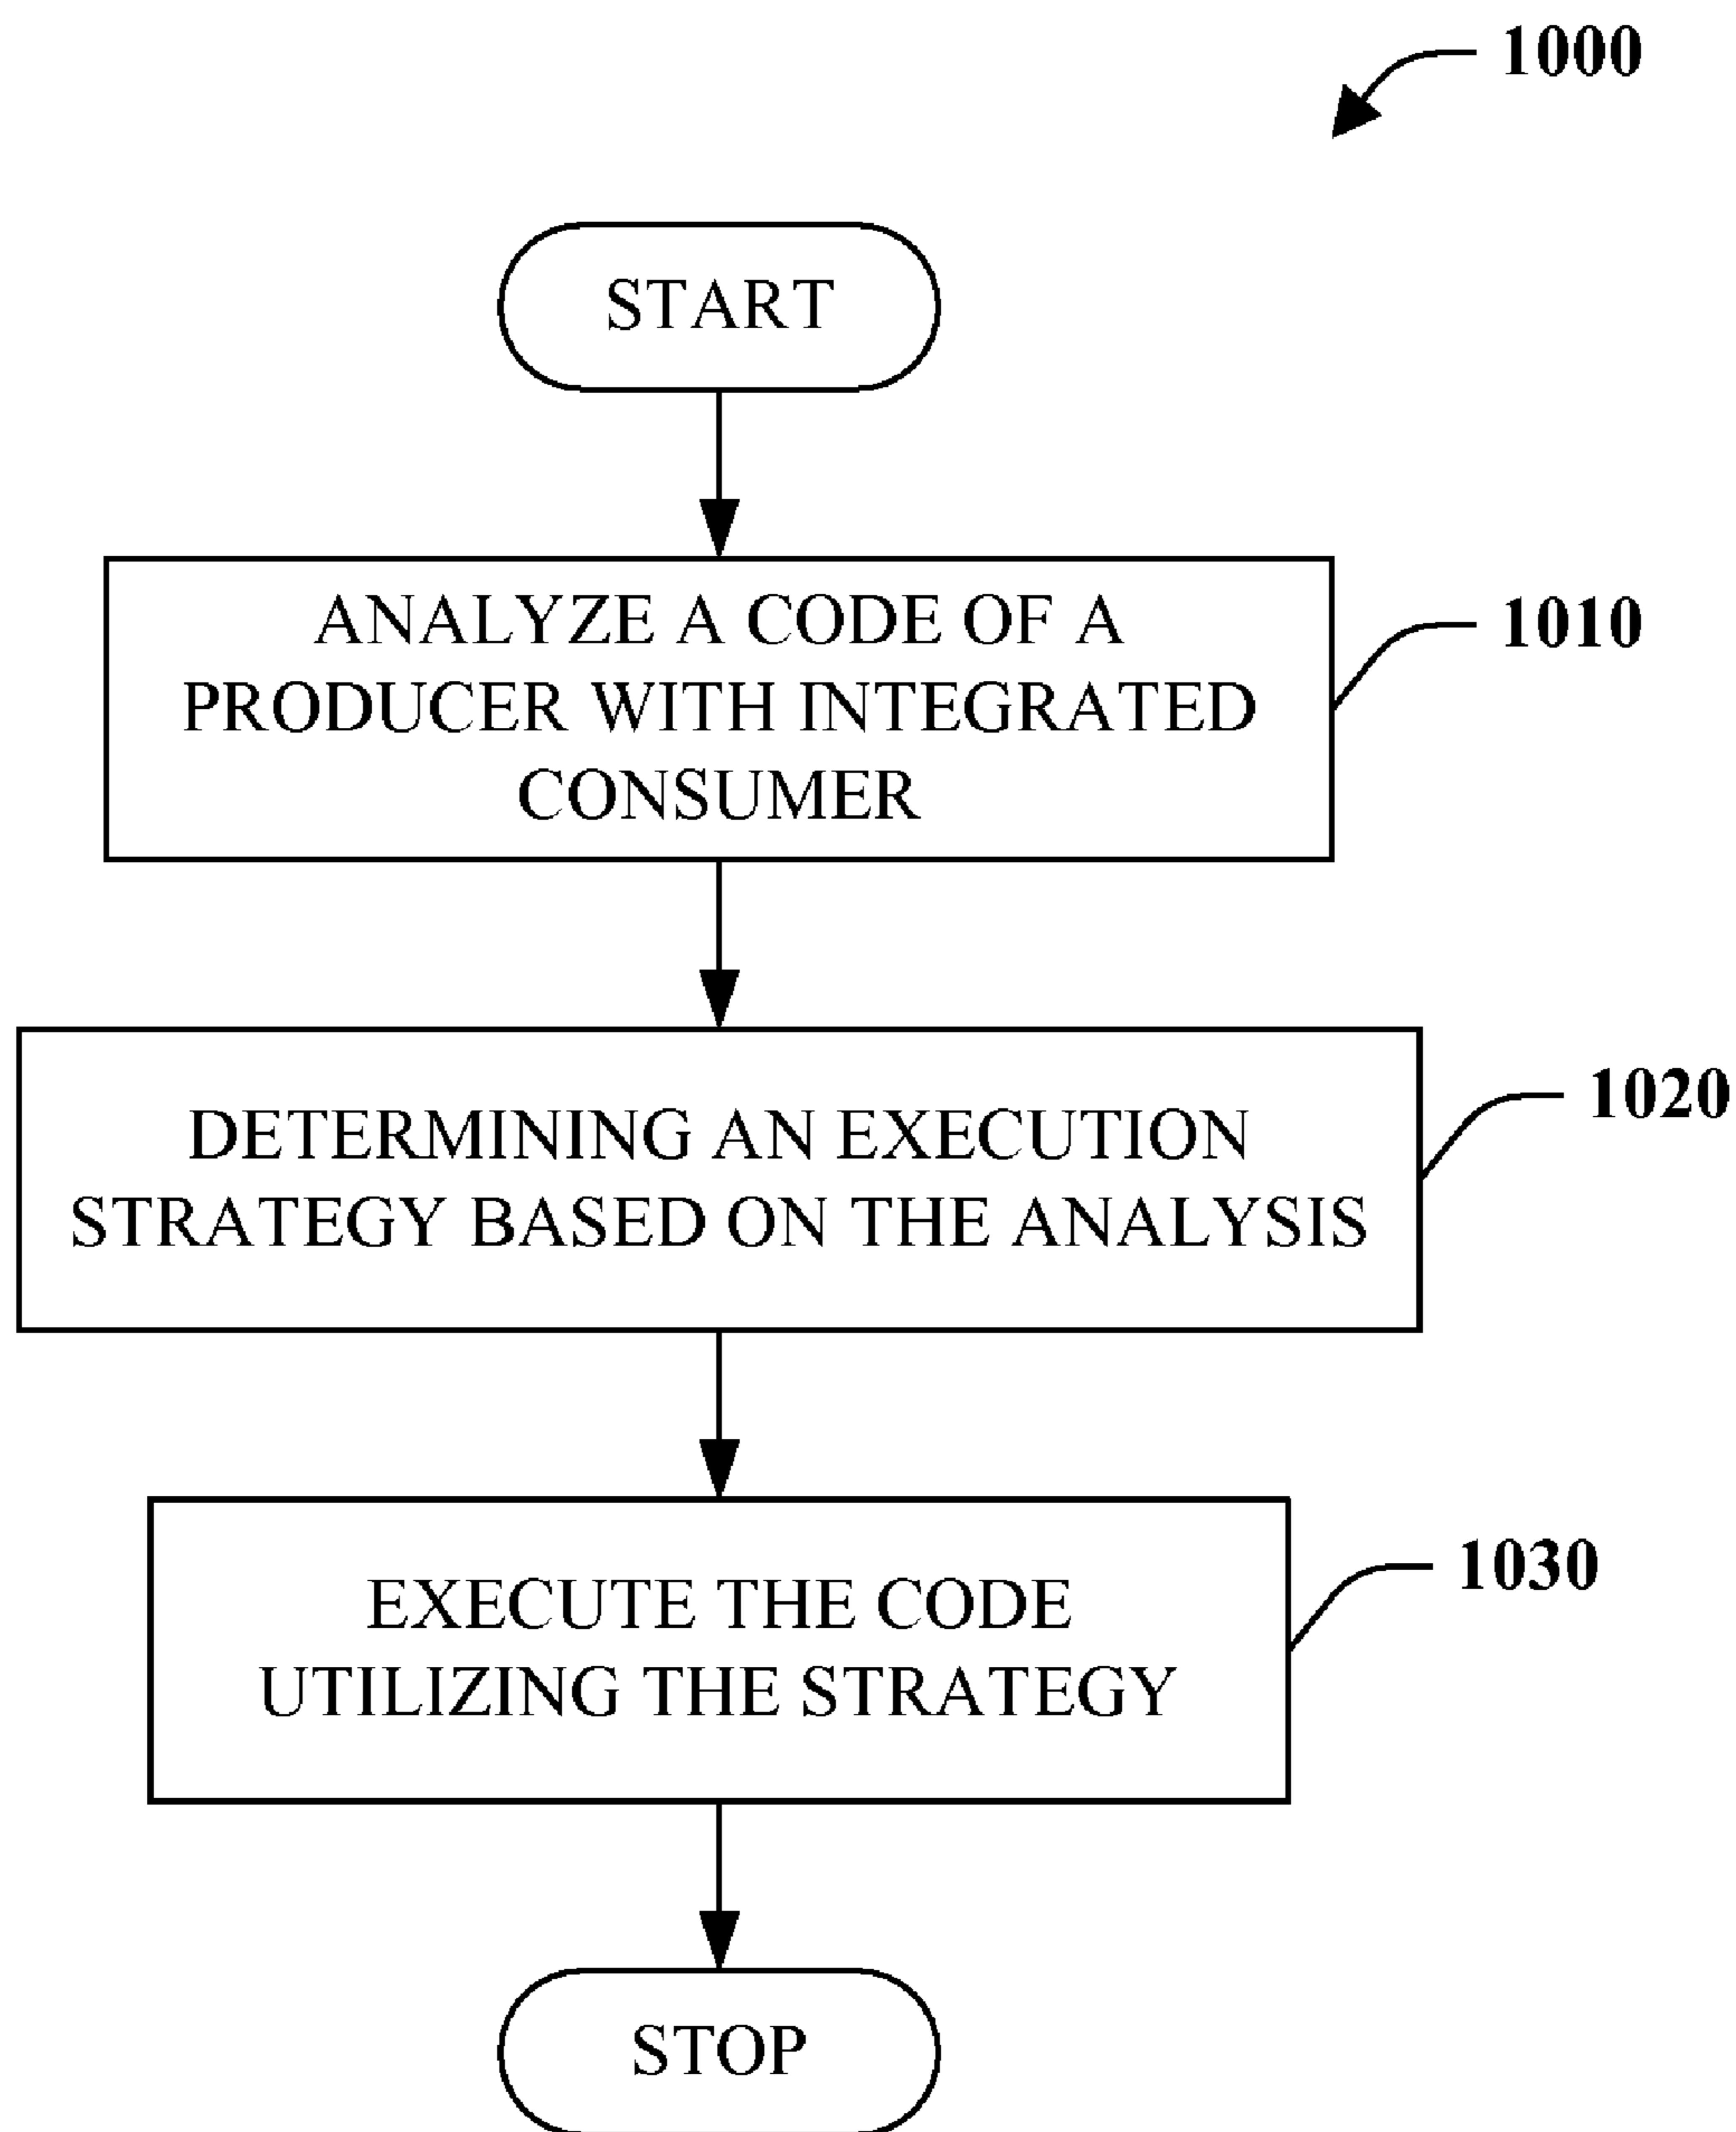 1000
START
ANALYZE A CODE OF A
PRODUCER WITH INTEGRATED
CONSUMER
1010
DETERMINING AN EXECUTION
STRATEGY BASED ON THE ANALYSIS
1020
EXECUTE THE CODE
UTILIZING THE STRATEGY
1030
STOP